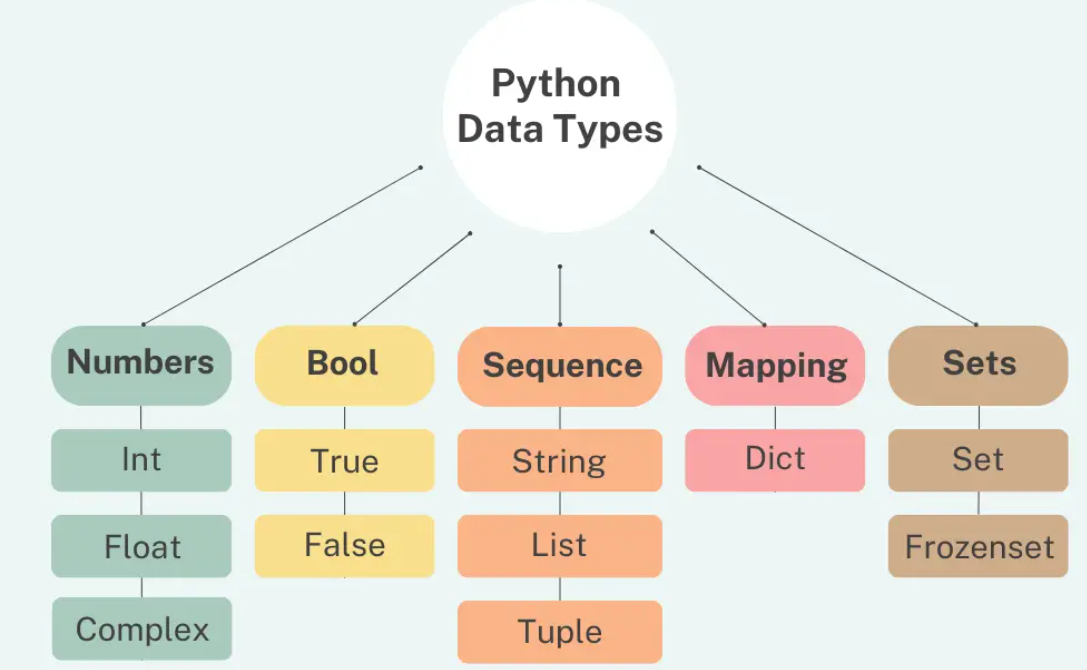 Python
Data Types
Numbers
Bool
Sequence
Mapping
Sets
Int
True
String
Dict
Set
Float
False
List
Frozenset
Complex
Tuple